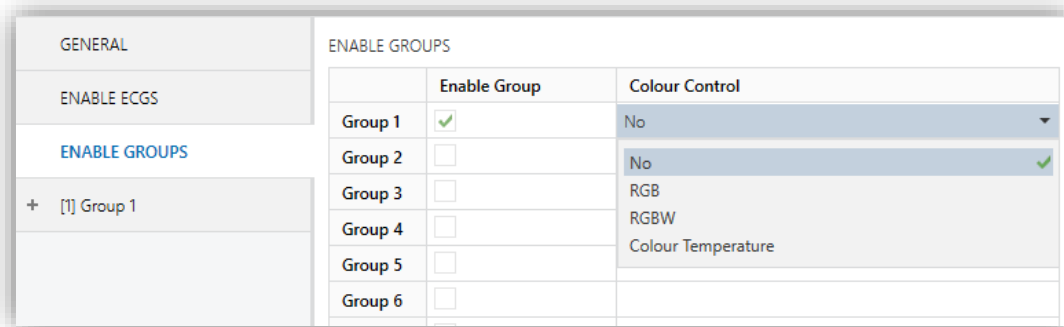 GENERAL
ENABLE ECGS
ENABLE GROUPS
+ [1] Group 1
ENABLE GROUPS
Enable Group Colour Control
Group 1 No
Group 2
Group 3
Group 4
Group 5
Group 6
No
RGB
RGBW
Colour Temperature